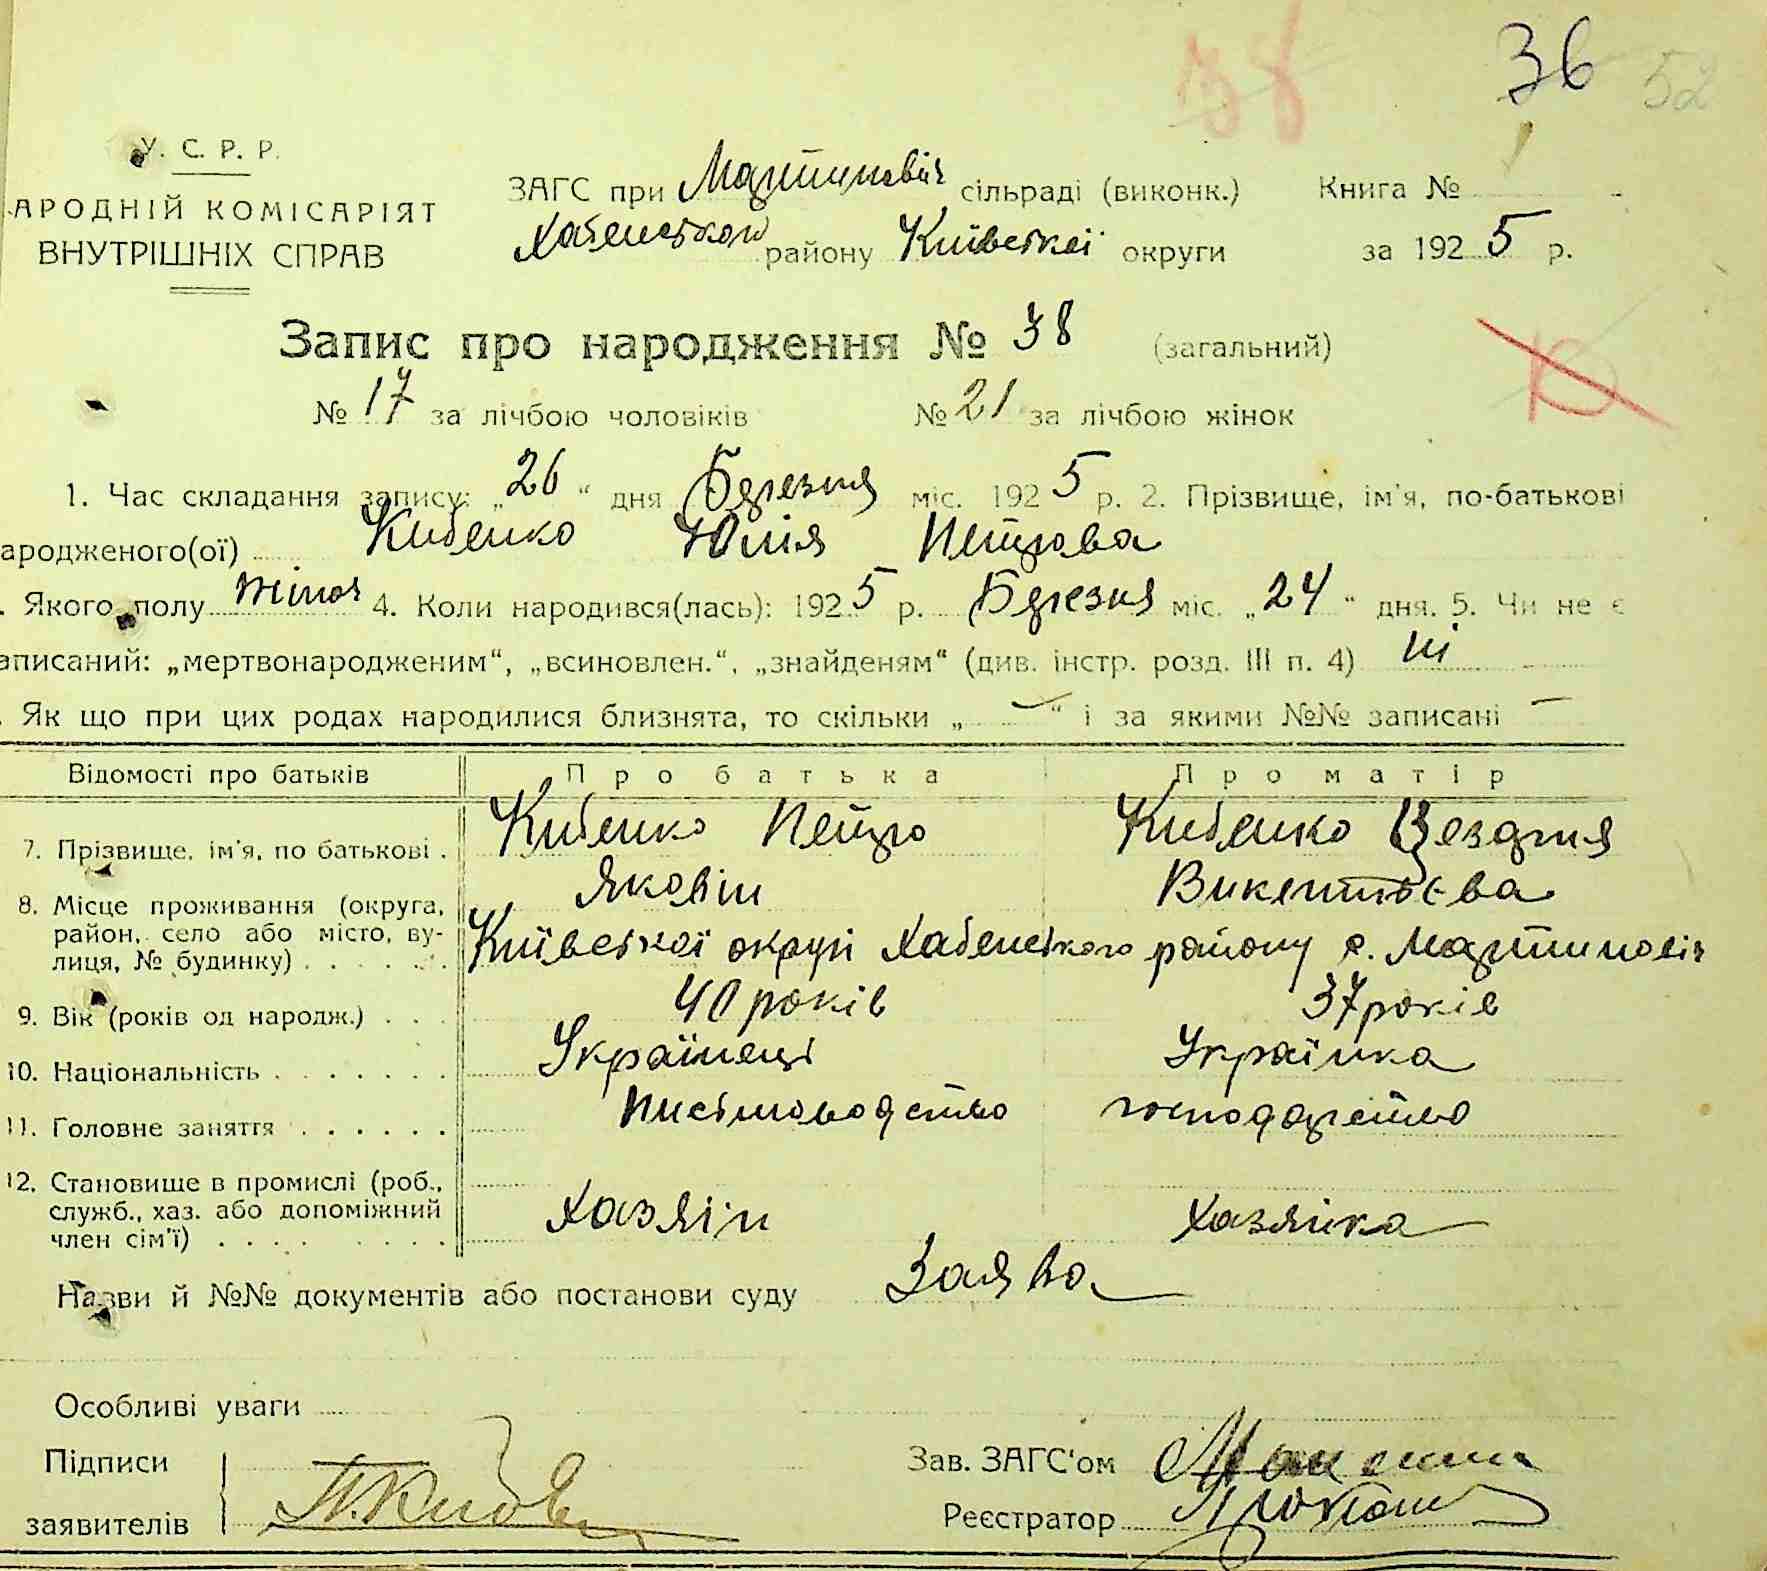 38 36 52
У. С. Р. Р.
АРОДНІЙ КОМІСАРІЯТ
ВНУТРІШНІХ СПРАВ
ЗАГС при Мартинович сільраді (виконк.) Книга №
Хабенського району Київської округи за 1925 р.
Запис про народження № 38 (загальний)
№ 17 за лічбою чоловіків № 21 за лічбою жінок
1. Час складання запису: „26“ дня Березня міс. 1925 р. 2. Прізвище, ім'я, по-батькові
ародженого(ої) Кибенко Юлія Петрова
. Якого полу жіноч 4. Коли народився(лась): 1925 р. Березня міс. „24“ дня. 5. Чи не є
аписаний: „мертвонародженим“, „всиновлен.“, „знайденям“ (див. інстр. розд. III п. 4) ні
. Як що при цих родах народилися близнята, то скільки „ — “ і за якими №№ записані —
Відомості про батьків Про батька Про матір
7. Прізвище, ім'я, по батькові . Кибенко Петро Яковіч Кибенко Викентьева
8. Місце проживання (округа, район, село або місто, вулиця, № будинку) . . . . . . Київської округі Хабенського району с. Мартиновіч
9. Вік (років од народж.) . . . 40 років 37 років
10. Національність . . . . . . . Українець Українка
11. Головне заняття . . . . . . Письмоводство господарство
12. Становище в промислі (роб., служб., хаз. або допоміжний член сім'ї) . . . . . . . . . Хазяін Хазяйка
Назви й №№ документів або постанови суду Заява
Особливі уваги
Підписи
заявителів
Зав. ЗАГС'ом
Реєстратор